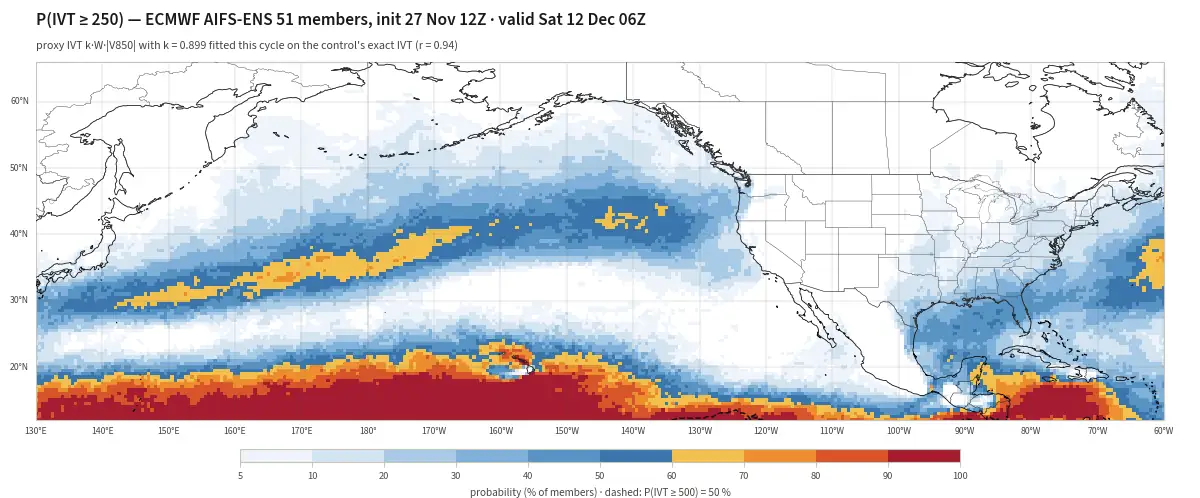 P(IVT ≥ 250) — ECMWF AIFS-ENS 51 members, init 27 Nov 12Z · valid Sat 12 Dec 06Z
proxy IVT k·W·|V850| with k = 0.899 fitted this cycle on the control's exact IVT (r = 0.94)
60°N
50°N
40°N
30°N
20°N
130°E 140°E 150°E 160°E 170°E 180° 170°W 160°W 150°W 140°W 130°W 120°W 110°W 100°W 90°W 80°W 70°W 60°W
5 10 20 30 40 50 60 70 80 90 100
probability (% of members) · dashed: P(IVT ≥ 500) = 50 %